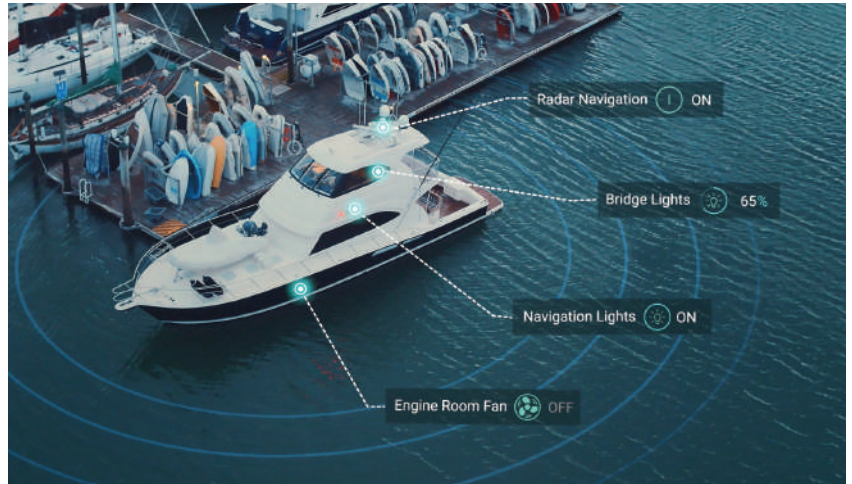 Radar Navigation ON
Bridge Lights 65%
Navigation Lights ON
Engine Room Fan OFF